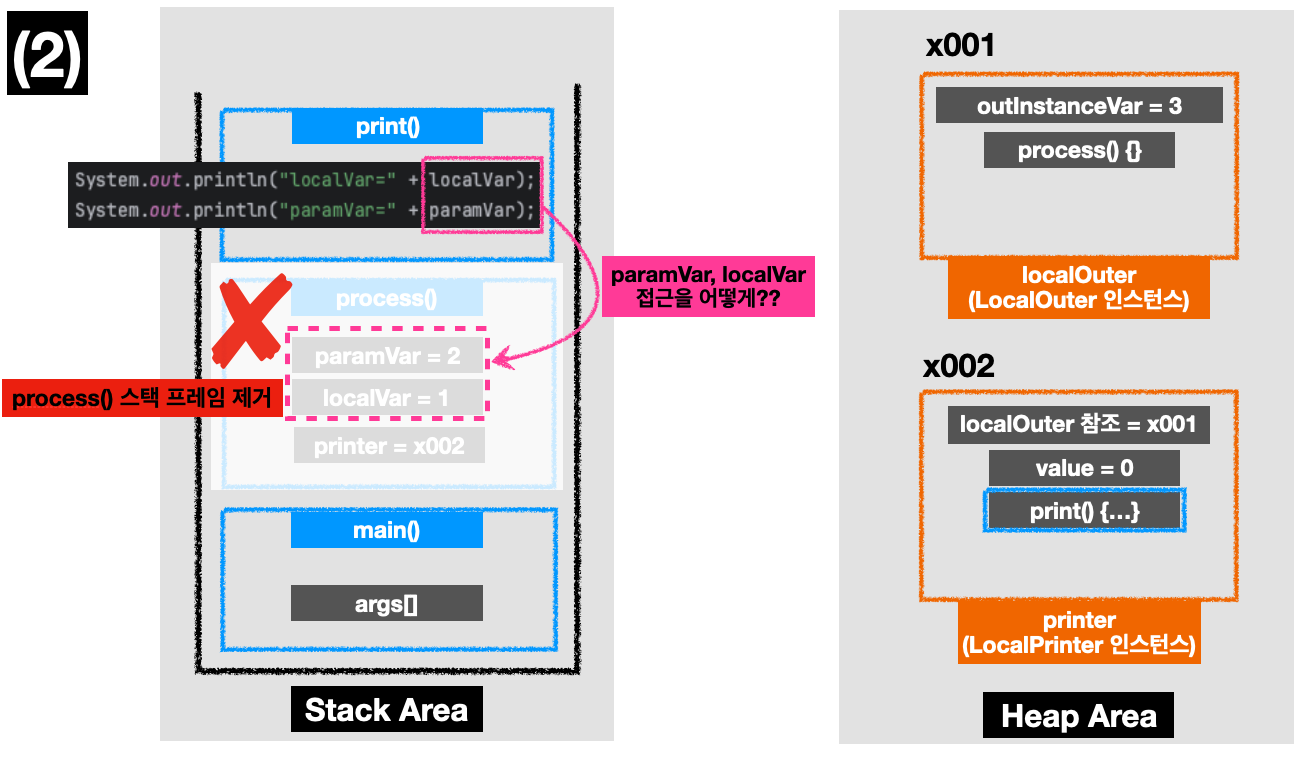 (2)
print()
System.out.println("localVar=" + localVar);
System.out.println("paramVar=" + paramVar);
paramVar, localVar
접근을 어떻게??
process()
paramVar = 2
localVar = 1
printer = x002
process() 스택 프레임 제거
main()
args[]
Stack Area
x001
outInstanceVar = 3
process() {}
localOuter
(LocalOuter 인스턴스)
x002
localOuter 참조 = x001
value = 0
print() {...}
printer
(LocalPrinter 인스턴스)
Heap Area